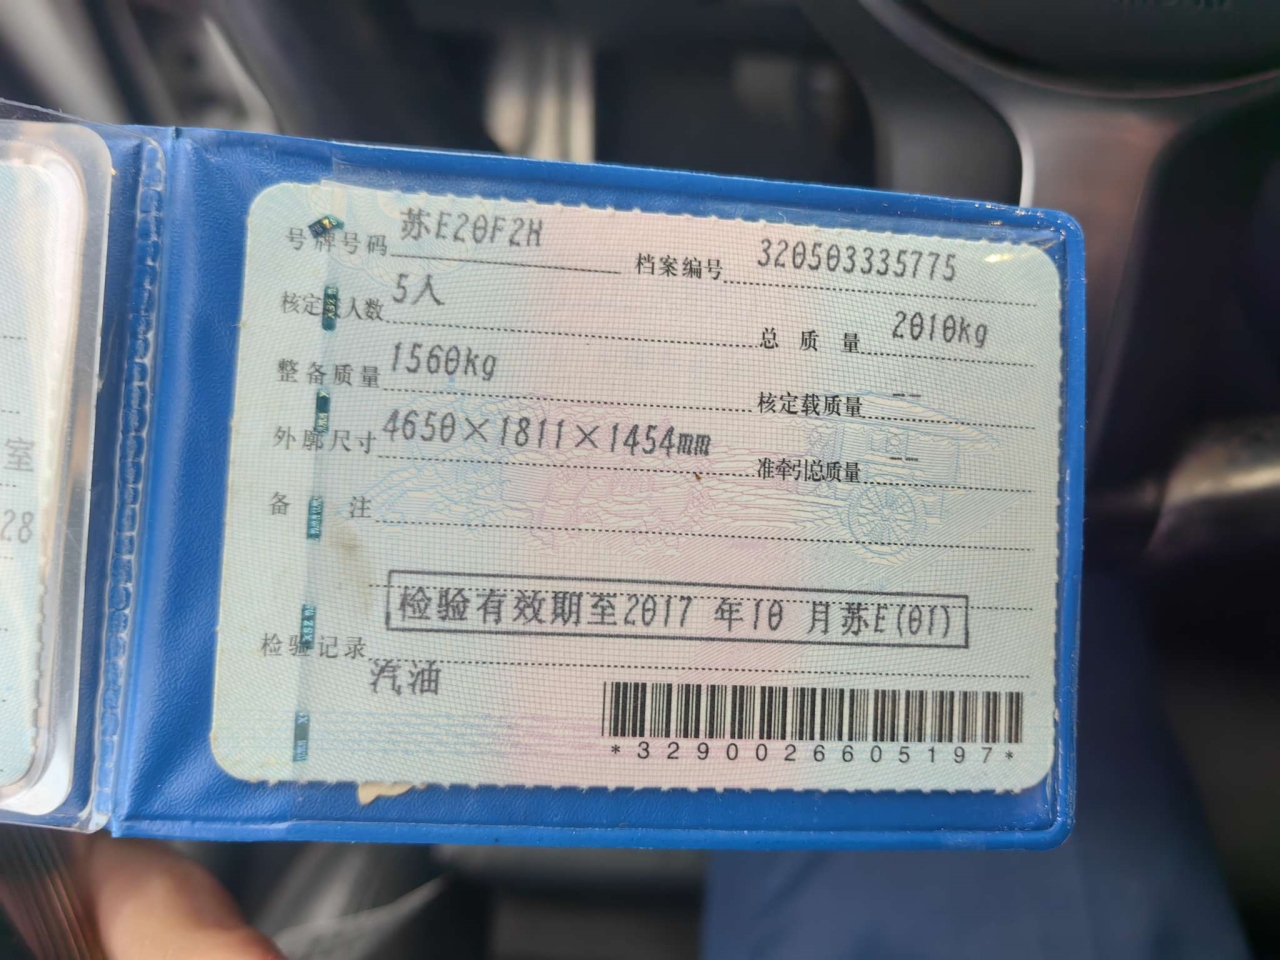 号牌号码 苏E20F2H 档案编号 320503335775
核定载人数 5人 总质量 2010kg
整备质量 1560kg 核定载质量 --
外廓尺寸 4650×1811×1454mm 准牵引总质量 --
备注
检验有效期至2017 年10 月苏E(01)
检验记录
汽油
*3290026605197*
室
28